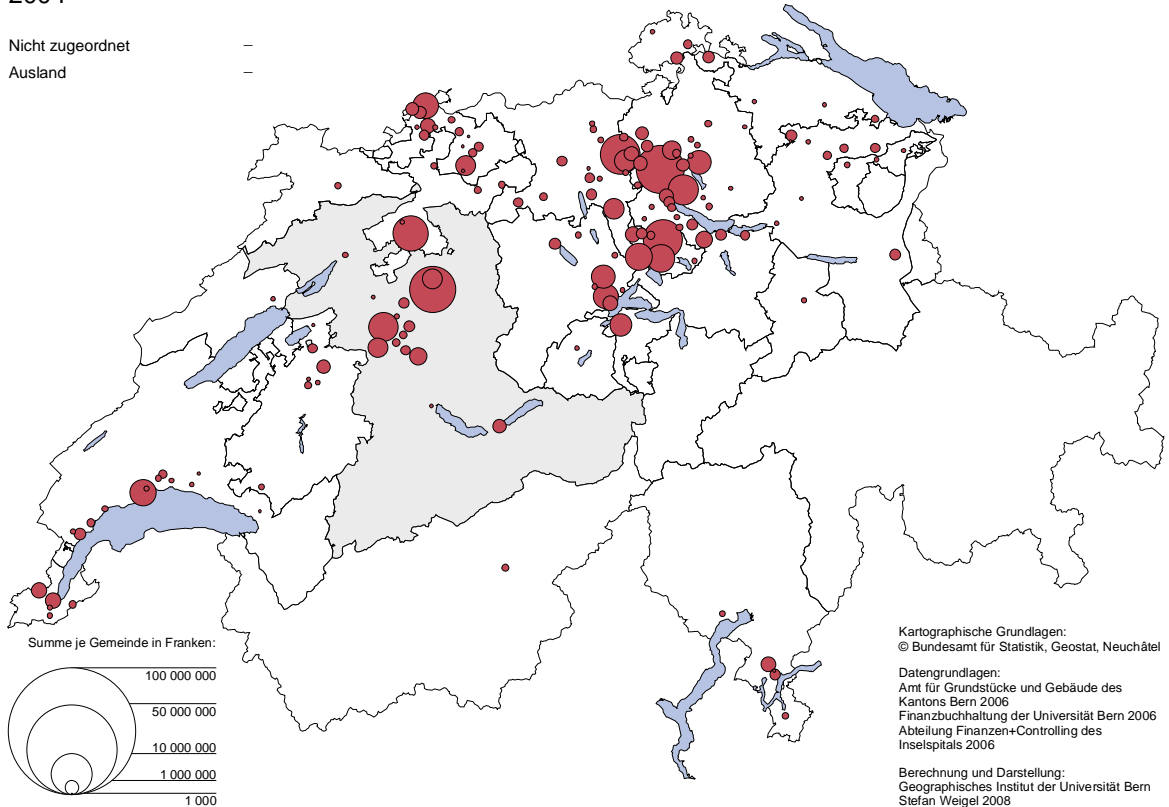 Nicht zugeordnet –
Ausland –
Summe je Gemeinde in Franken:
100 000 000
50 000 000
10 000 000
1 000 000
1 000
Kartographische Grundlagen:
© Bundesamt für Statistik, Geostat, Neuchâtel
Datengrundlagen:
Amt für Grundstücke und Gebäude des
Kantons Bern 2006
Finanzbuchhaltung der Universität Bern 2006
Abteilung Finanzen+Controlling des
Inselspitals 2006
Berechnung und Darstellung:
Geographisches Institut der Universität Bern
Stefan Weigel 2008